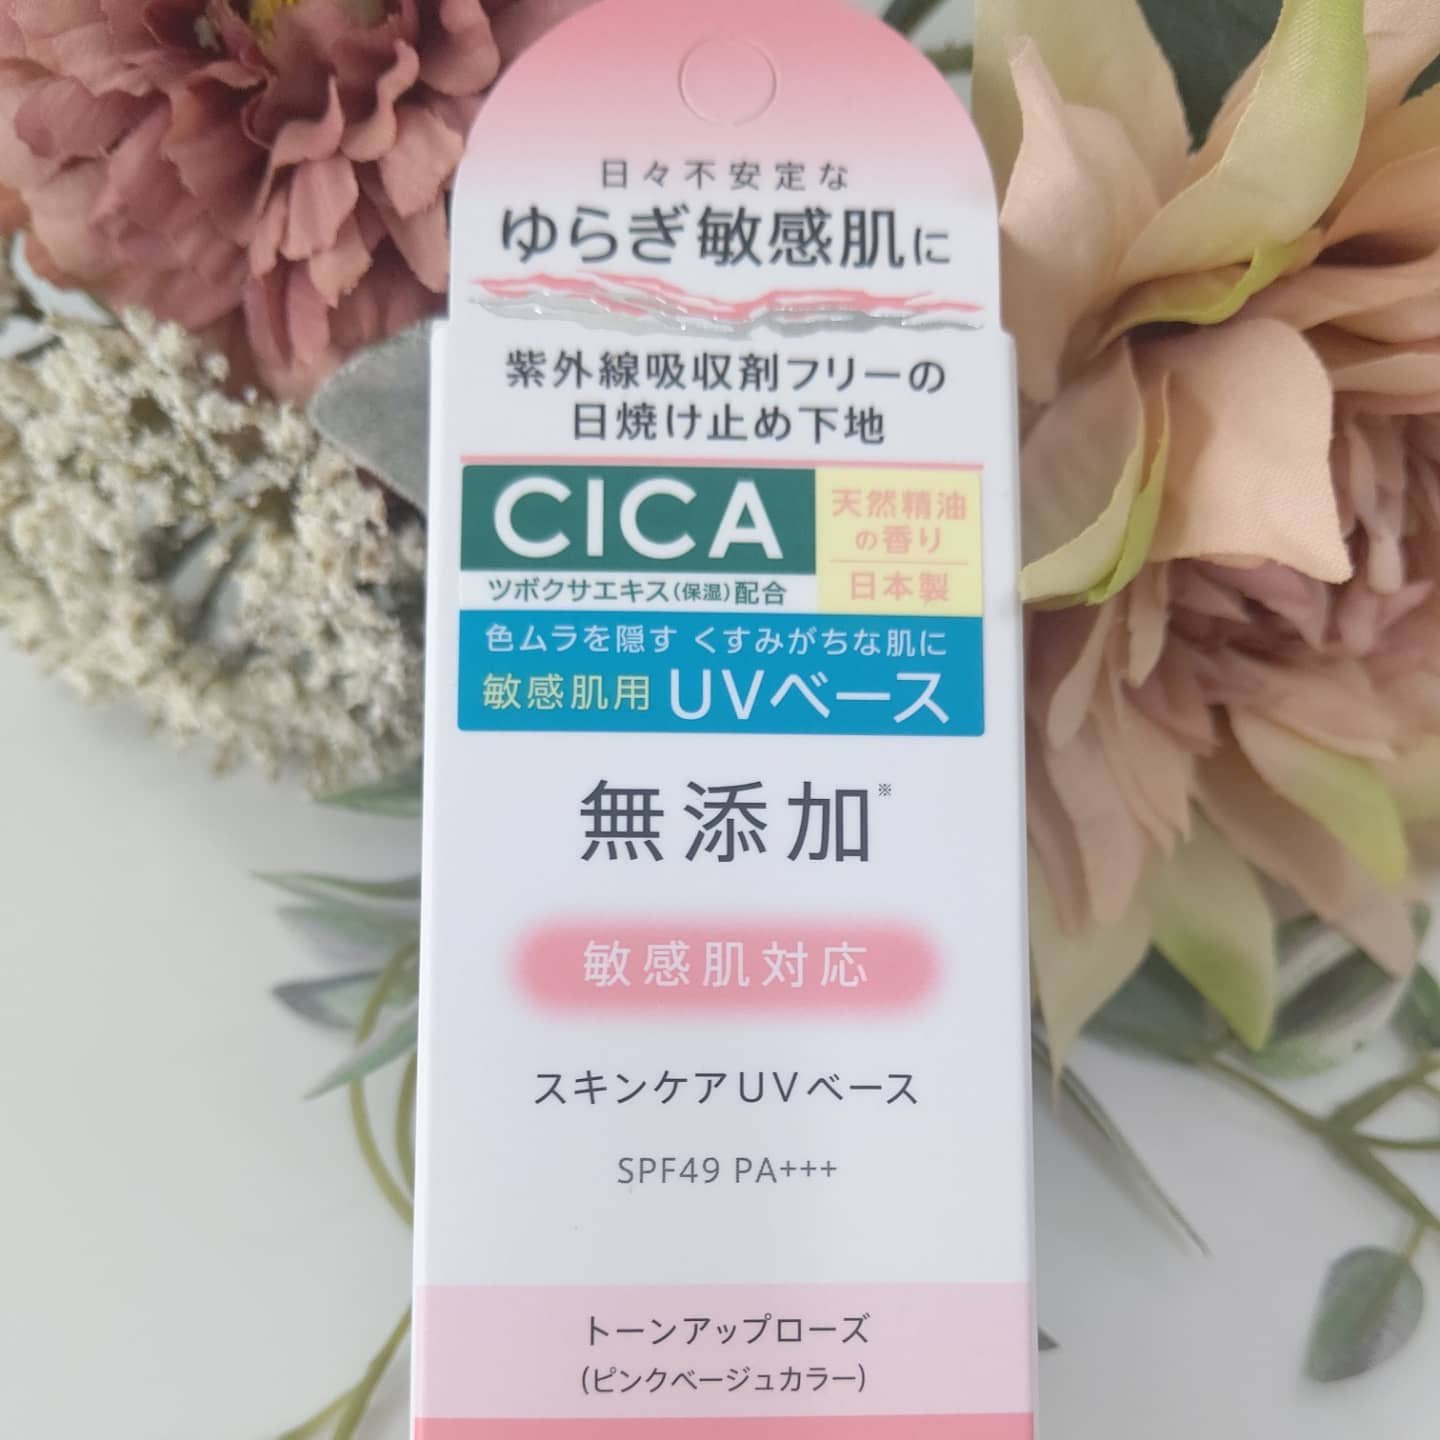 日々不安定な
ゆらぎ敏感肌に
紫外線吸収剤フリーの
日焼け止め下地
CICA
ツボクサエキス(保湿)配合
天然精油
の香り
日本製
色ムラを隠す くすみがちな肌に
敏感肌用 UVベース
無添加※
敏感肌対応
スキンケアUVベース
SPF49 PA+++
トーンアップローズ
(ピンクベージュカラー)